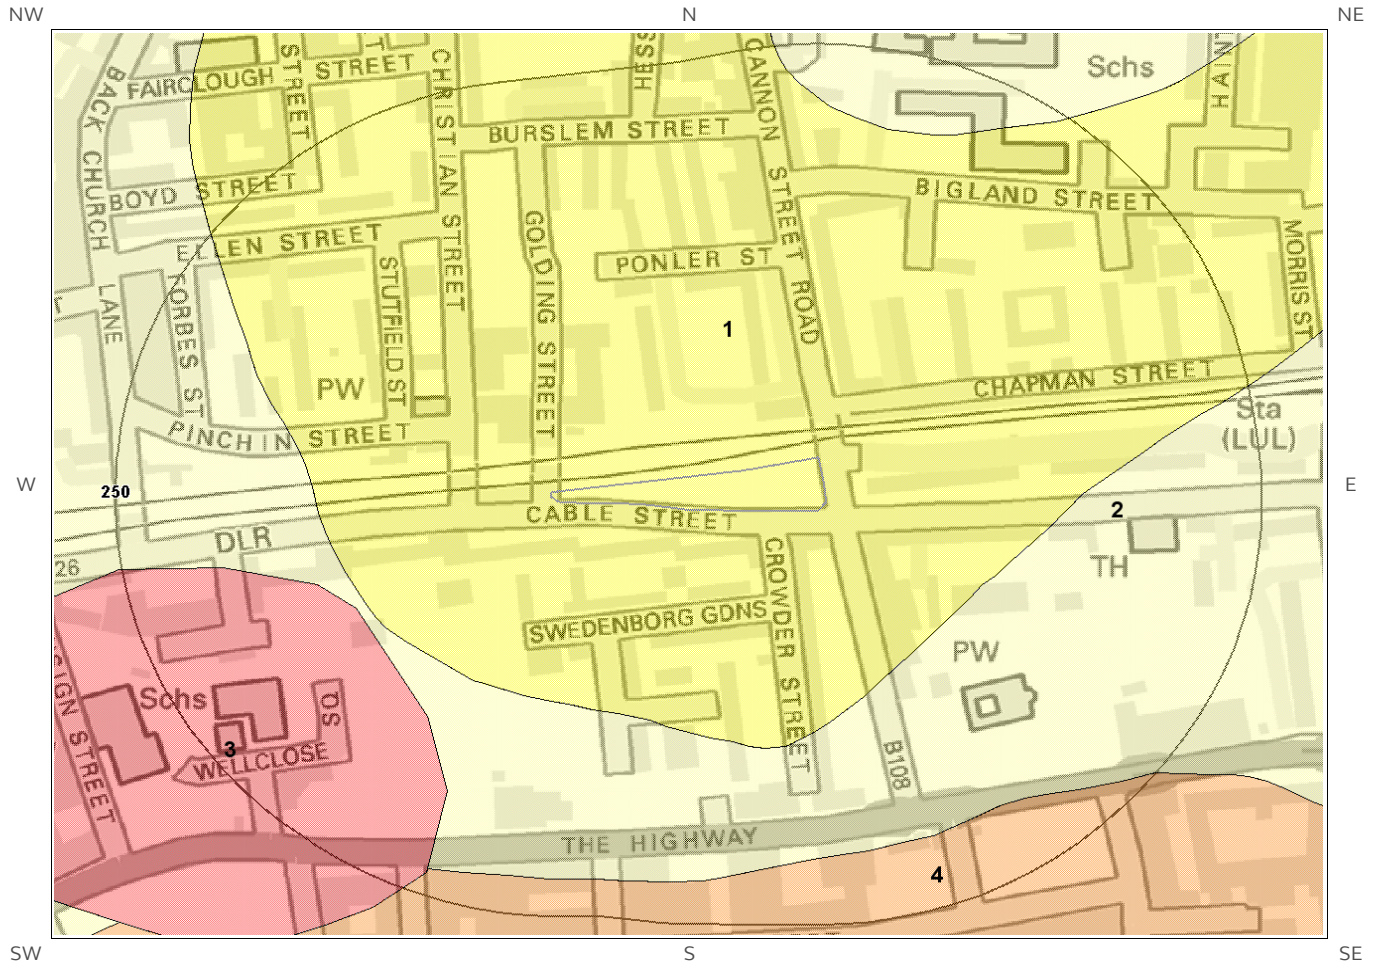 NW
N
NE
BACK CHURCH
LANE
FAIRCLOUGH STREET
STREET
CHRISTIAN STREET
HESS
CANNON STREET ROAD
Schs
BURSLEM STREET
BOYD STREET
BIGLAND STREET
ELLEN STREET
GOLDING STREET
PONLER ST
MORRIS ST
FORBES ST
STUTFIELD ST
1
PW
CHAPMAN STREET
Sta
(LUL)
PINCHIN STREET
W
250
E
CABLE STREET
2
DLR
26
TH
CROWDER STREET
SWEDENBORG GDNS
PW
SIGN STREET
Schs
SQ
3
WELLCLOSE
B108
THE HIGHWAY
4
SW
S
SE